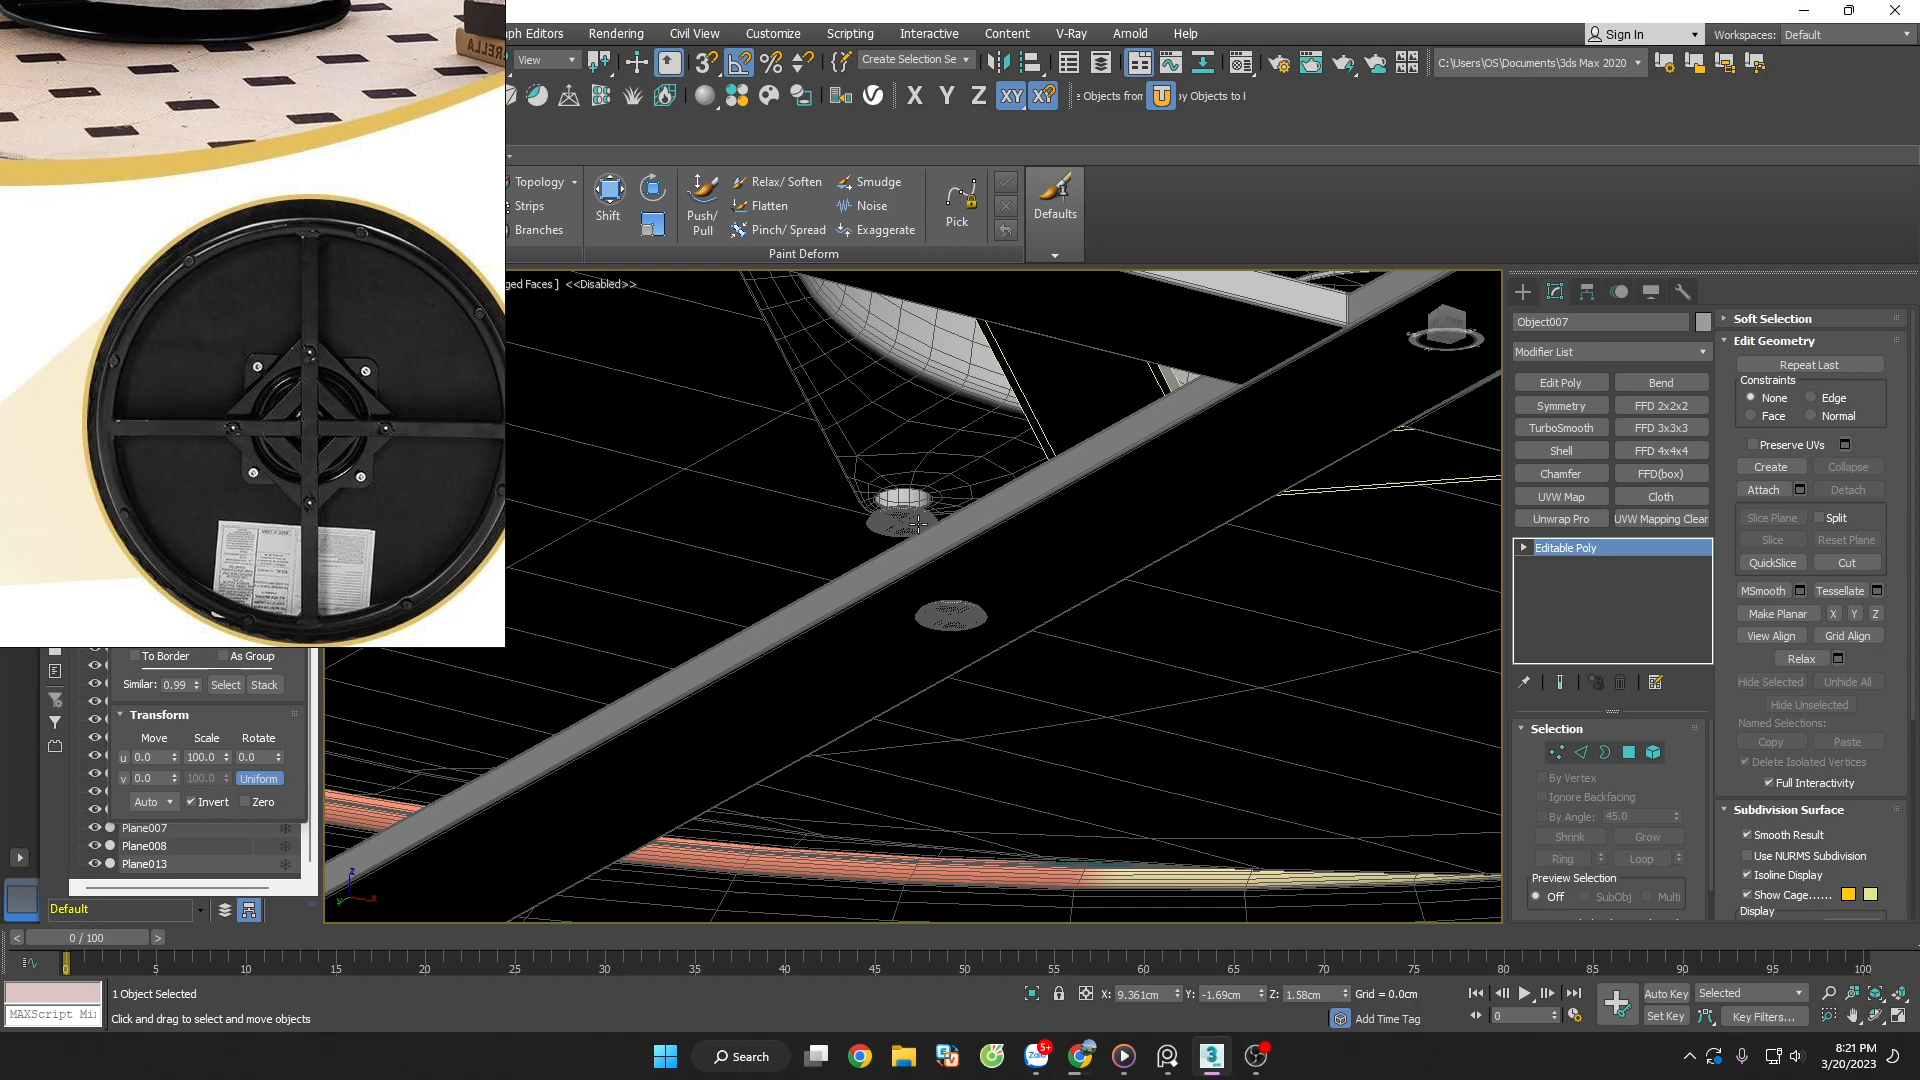 ph Editors Rendering Civil View Customize Scripting Interactive Content V-Ray Arnold Help
Sign In Workspaces: Default
View Create Selection Se C:\Users\OS\Documents\3ds Max 2020
X Y Z XY XY e Objects from by Objects to l
Topology Relax/ Soften Smudge
Strips Shift Push/ Pull Flatten Noise Pick Defaults
Branches Pinch/ Spread Exaggerate
Paint Deform
ged Faces ] <<Disabled>>
Object007
Modifier List
Edit Poly Bend
Symmetry FFD 2x2x2
TurboSmooth FFD 3x3x3
Shell FFD 4x4x4
Chamfer FFD(box)
UVW Map Cloth
Unwrap Pro UVW Mapping Clear
Editable Poly
Selection
By Vertex
Ignore Backfacing
By Angle: 45.0
Shrink Grow
Ring Loop
Preview Selection
Off SubObj Multi
Soft Selection
Edit Geometry
Repeat Last
Constraints
None Edge
Face Normal
Preserve UVs
Create Collapse
Attach Detach
Slice Plane Split
Slice Reset Plane
QuickSlice Cut
MSmooth Tessellate
Make Planar X Y Z
View Align Grid Align
Relax
Hide Selected Unhide All
Hide Unselected
Named Selections:
Copy Paste
Delete Isolated Vertices
Full Interactivity
Subdivision Surface
Smooth Result
Use NURMS Subdivision
Isoline Display
Show Cage......
Display
To Border As Group
Similar: 0.99 Select Stack
Transform
Move Scale Rotate
u 0.0 100.0 0.0
v 0.0 100.0 Uniform
Auto Invert Zero
Plane007
Plane008
Plane013
Default
z x y
< 0 / 100 >
0 5 10 15 20 25 30 35 40 45 50 55 60 65 70 75 80 85 90 95 100
1 Object Selected X: 9.361cm Y: -1.69cm Z: 1.58cm Grid = 0.0cm Auto Key Selected
MAXScript Mi Click and drag to select and move objects Add Time Tag 0 Set Key Key Filters...
Search 5+ 8:21 PM
3/20/2023